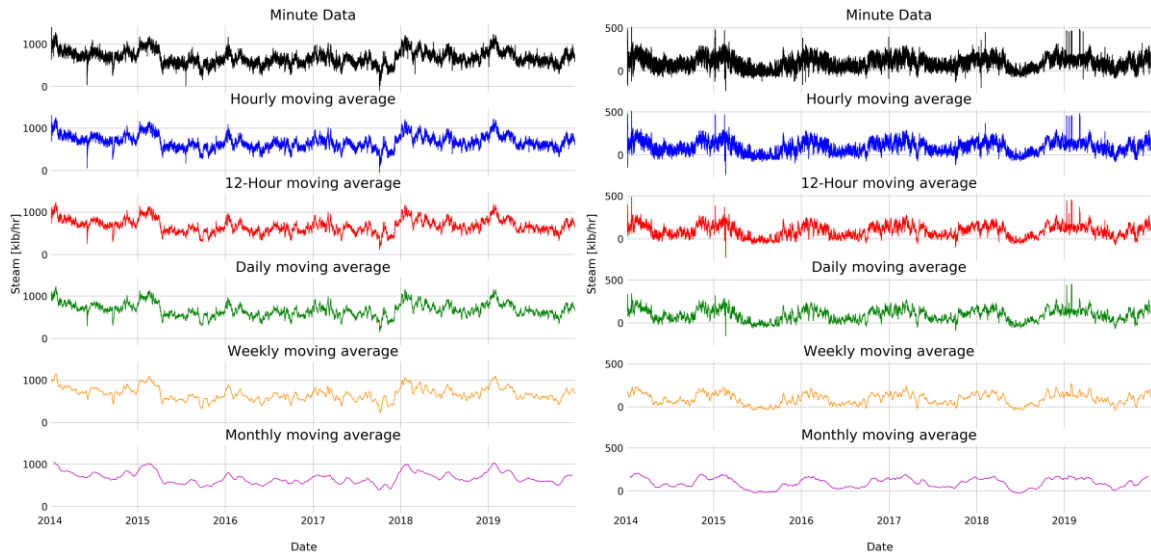 Minute Data
1000
0
Hourly moving average
1000
0
12-Hour moving average
1000
0
Daily moving average
1000
0
Weekly moving average
1000
0
Monthly moving average
1000
0
Steam [klb/hr]
2014 2015 2016 2017 2018 2019
Date
Minute Data
500
0
Hourly moving average
500
0
12-Hour moving average
500
0
Daily moving average
500
0
Weekly moving average
500
0
Monthly moving average
500
0
Steam [klb/hr]
2014 2015 2016 2017 2018 2019
Date